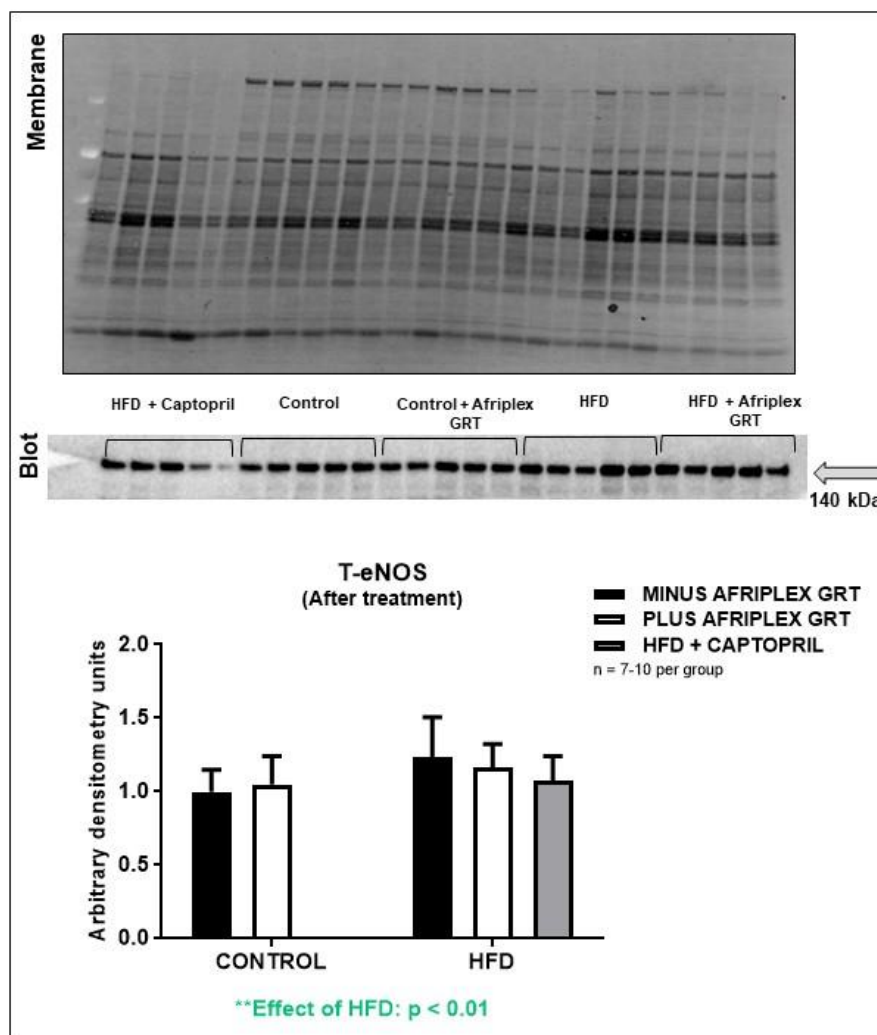 Membrane
HFD + Captopril
Control
Control + Afriplex
GRT
HFD
HFD + Afriplex
GRT
Blot
140 kDa
T-eNOS
(After treatment)
MINUS AFRIPLEX GRT
PLUS AFRIPLEX GRT
HFD + CAPTOPRIL
n = 7-10 per group
Arbitrary densitometry units
2.0
1.5
1.0
0.5
0.0
CONTROL
HFD
**Effect of HFD: p < 0.01